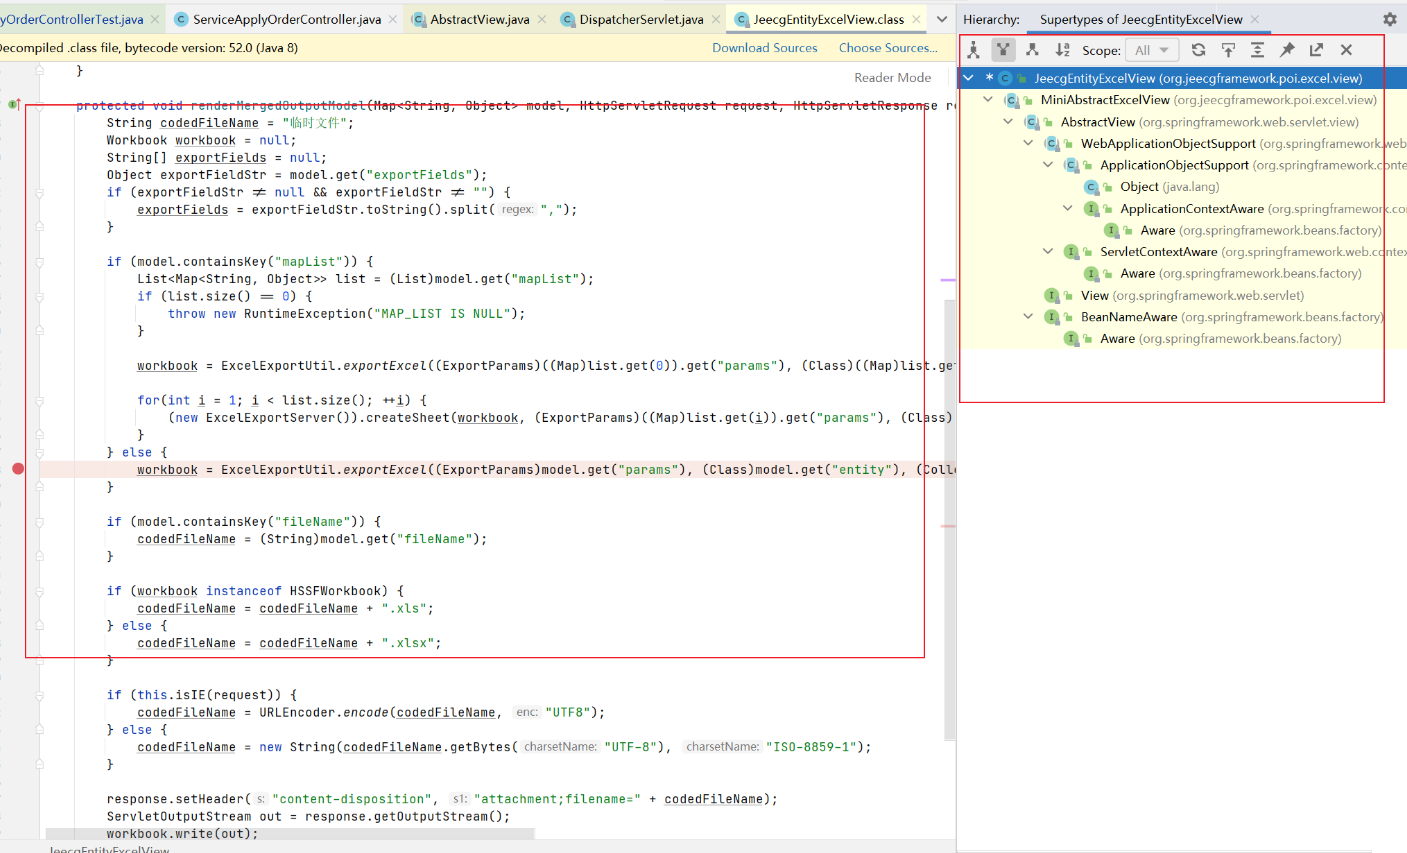 yOrderControllerTest.java
ServiceApplyOrderController.java
AbstractView.java
DispatcherServlet.java
JeecgEntityExcelView.class
Decompiled .class file, bytecode version: 52.0 (Java 8)
Download Sources
Choose Sources...
Reader Mode
}
protected void renderMergedOutputModel(Map<String, Object> model, HttpServletRequest request, HttpServletResponse re
String codedFileName = "临时文件";
Workbook workbook = null;
String[] exportFields = null;
Object exportFieldStr = model.get("exportFields");
if (exportFieldStr ≠ null && exportFieldStr ≠ "") {
exportFields = exportFieldStr.toString().split( regex: ",");
}
if (model.containsKey("mapList")) {
List<Map<String, Object>> list = (List)model.get("mapList");
if (list.size() == 0) {
throw new RuntimeException("MAP_LIST IS NULL");
}
workbook = ExcelExportUtil.exportExcel((ExportParams)((Map)list.get(0)).get("params"), (Class)((Map)list.ge
for(int i = 1; i < list.size(); ++i) {
(new ExcelExportServer()).createSheet(workbook, (ExportParams)((Map)list.get(i)).get("params"), (Class)
}
} else {
workbook = ExcelExportUtil.exportExcel((ExportParams)model.get("params"), (Class)model.get("entity"), (Colle
}
if (model.containsKey("fileName")) {
codedFileName = (String)model.get("fileName");
}
if (workbook instanceof HSSFWorkbook) {
codedFileName = codedFileName + ".xls";
} else {
codedFileName = codedFileName + ".xlsx";
}
if (this.isIE(request)) {
codedFileName = URLEncoder.encode(codedFileName, enc: "UTF8");
} else {
codedFileName = new String(codedFileName.getBytes( charsetName: "UTF-8"), charsetName: "ISO-8859-1");
}
response.setHeader( s: "content-disposition", s1: "attachment;filename=" + codedFileName);
ServletOutputStream out = response.getOutputStream();
workbook.write(out);
JeecgEntityExcelView
Hierarchy: Supertypes of JeecgEntityExcelView
Scope: All
* JeecgEntityExcelView (org.jeecgframework.poi.excel.view)
MiniAbstractExcelView (org.jeecgframework.poi.excel.view)
AbstractView (org.springframework.web.servlet.view)
WebApplicationObjectSupport (org.springframework.web
ApplicationObjectSupport (org.springframework.conte
Object (java.lang)
ApplicationContextAware (org.springframework.co
Aware (org.springframework.beans.factory)
ServletContextAware (org.springframework.web.contex
Aware (org.springframework.beans.factory)
View (org.springframework.web.servlet)
BeanNameAware (org.springframework.beans.factory)
Aware (org.springframework.beans.factory)